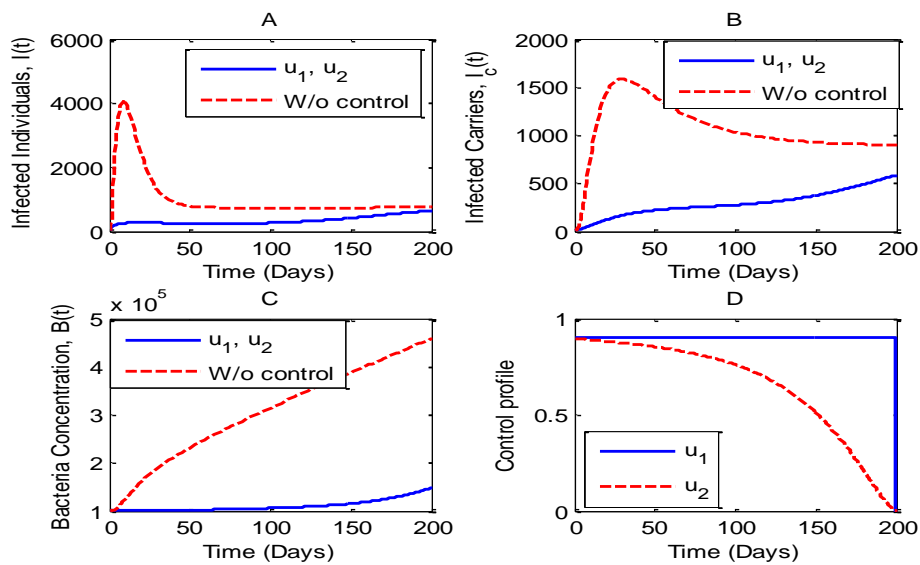 A
Infected Individuals, I(t)
6000
4000
2000
0
u1, u2
W/o control
0 50 100 150 200
Time (Days)
B
Infected Carriers, Ic(t)
2000
1500
1000
500
0
u1, u2
W/o control
0 50 100 150 200
Time (Days)
C
x 10^5
Bacteria Concentration, B(t)
5
4
3
2
1
u1, u2
W/o control
0 50 100 150 200
Time (Days)
D
Control profile
1
0.5
0
u1
u2
0 50 100 150 200
Time (Days)